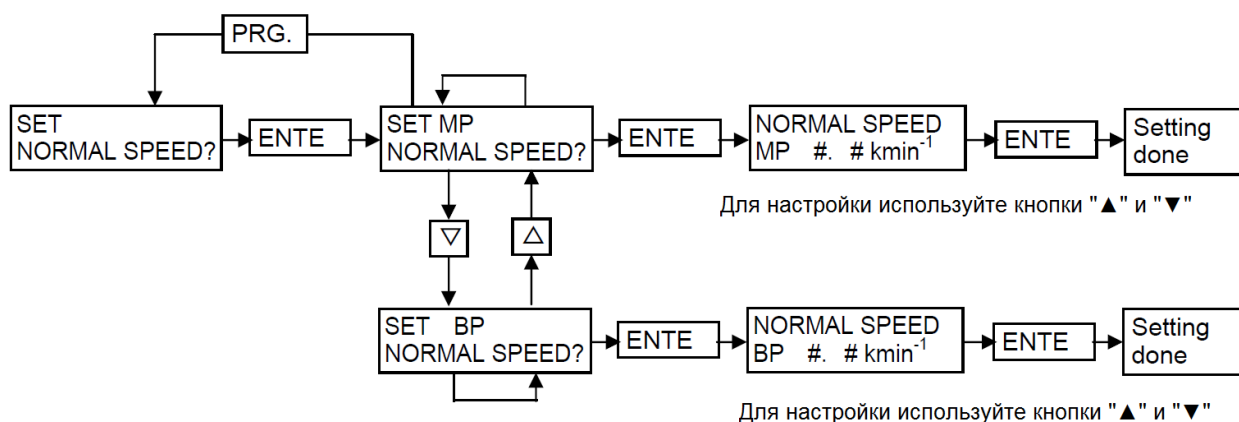 PRG.
SET
NORMAL SPEED?
ENTE
SET MP
NORMAL SPEED?
ENTE
NORMAL SPEED
MP #. # kmin⁻¹
ENTE
Setting
done
Для настройки используйте кнопки "▲" и "▼"
▽
△
SET BP
NORMAL SPEED?
ENTE
NORMAL SPEED
BP #. # kmin⁻¹
ENTE
Setting
done
Для настройки используйте кнопки "▲" и "▼"